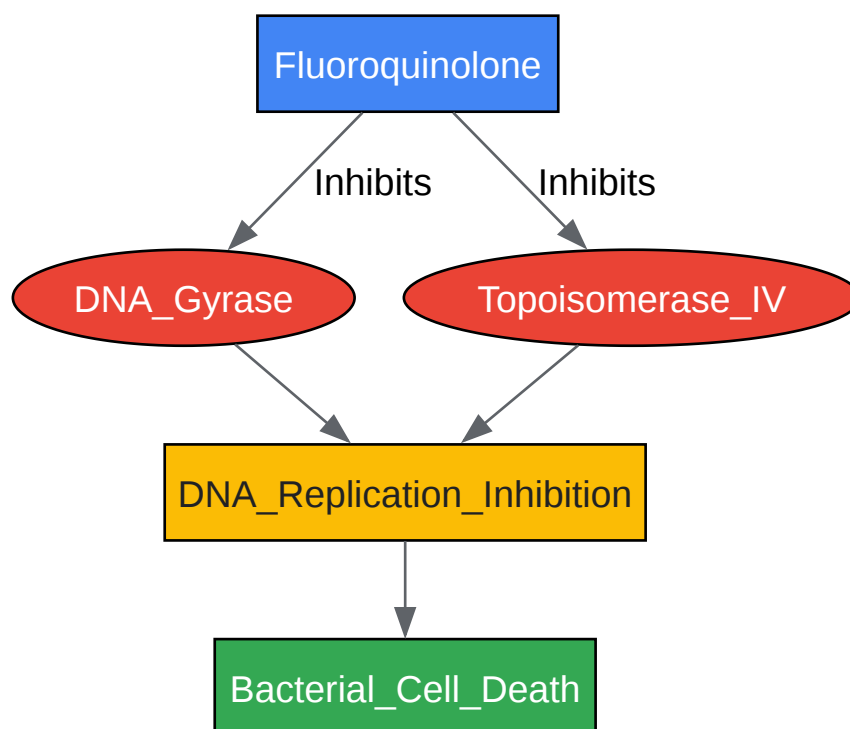 Fluoroquinolone
Inhibits Inhibits
DNA_Gyrase Topoisomerase_IV
DNA_Replication_Inhibition
Bacterial_Cell_Death